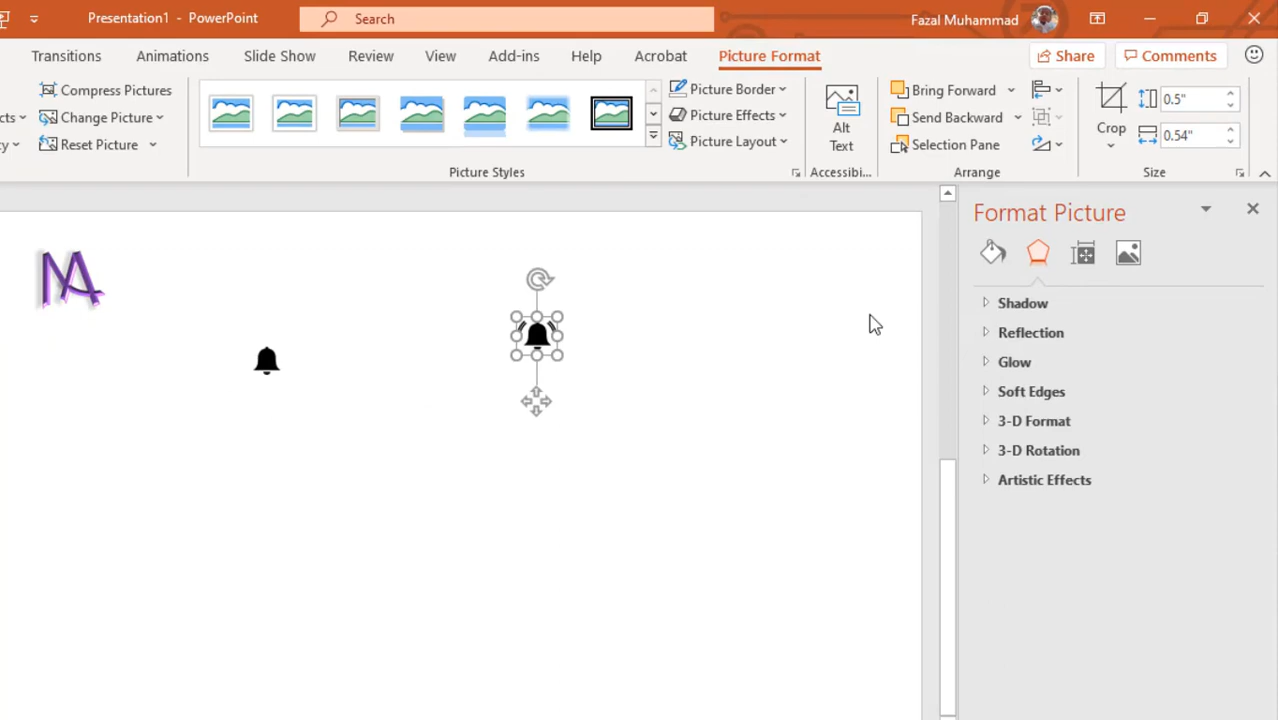 Presentation1 - PowerPoint
Search
Fazal Muhammad
Transitions
Animations
Slide Show
Review
View
Add-ins
Help
Acrobat
Picture Format
Share
Comments
Compress Pictures
Change Picture
Reset Picture
Picture Border
Picture Effects
Picture Layout
Picture Styles
Alt
Text
Accessibi...
Bring Forward
Send Backward
Selection Pane
Arrange
Crop
0.5"
0.54"
Size
Format Picture
Shadow
Reflection
Glow
Soft Edges
3-D Format
3-D Rotation
Artistic Effects
MA